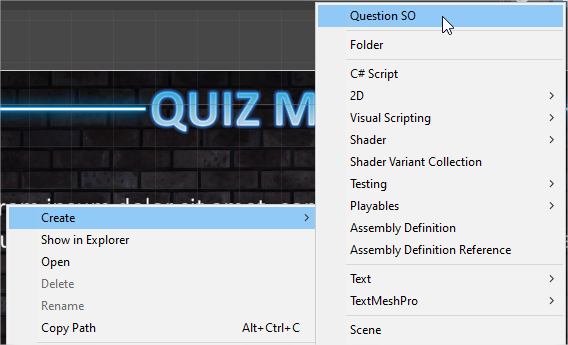 Question SO
Folder
C# Script
2D
Visual Scripting
Shader
Shader Variant Collection
Testing
Playables
Assembly Definition
Assembly Definition Reference
Text
TextMeshPro
Scene
QUIZ M
Create
Show in Explorer
Open
Delete
Rename
Copy Path Alt+Ctrl+C